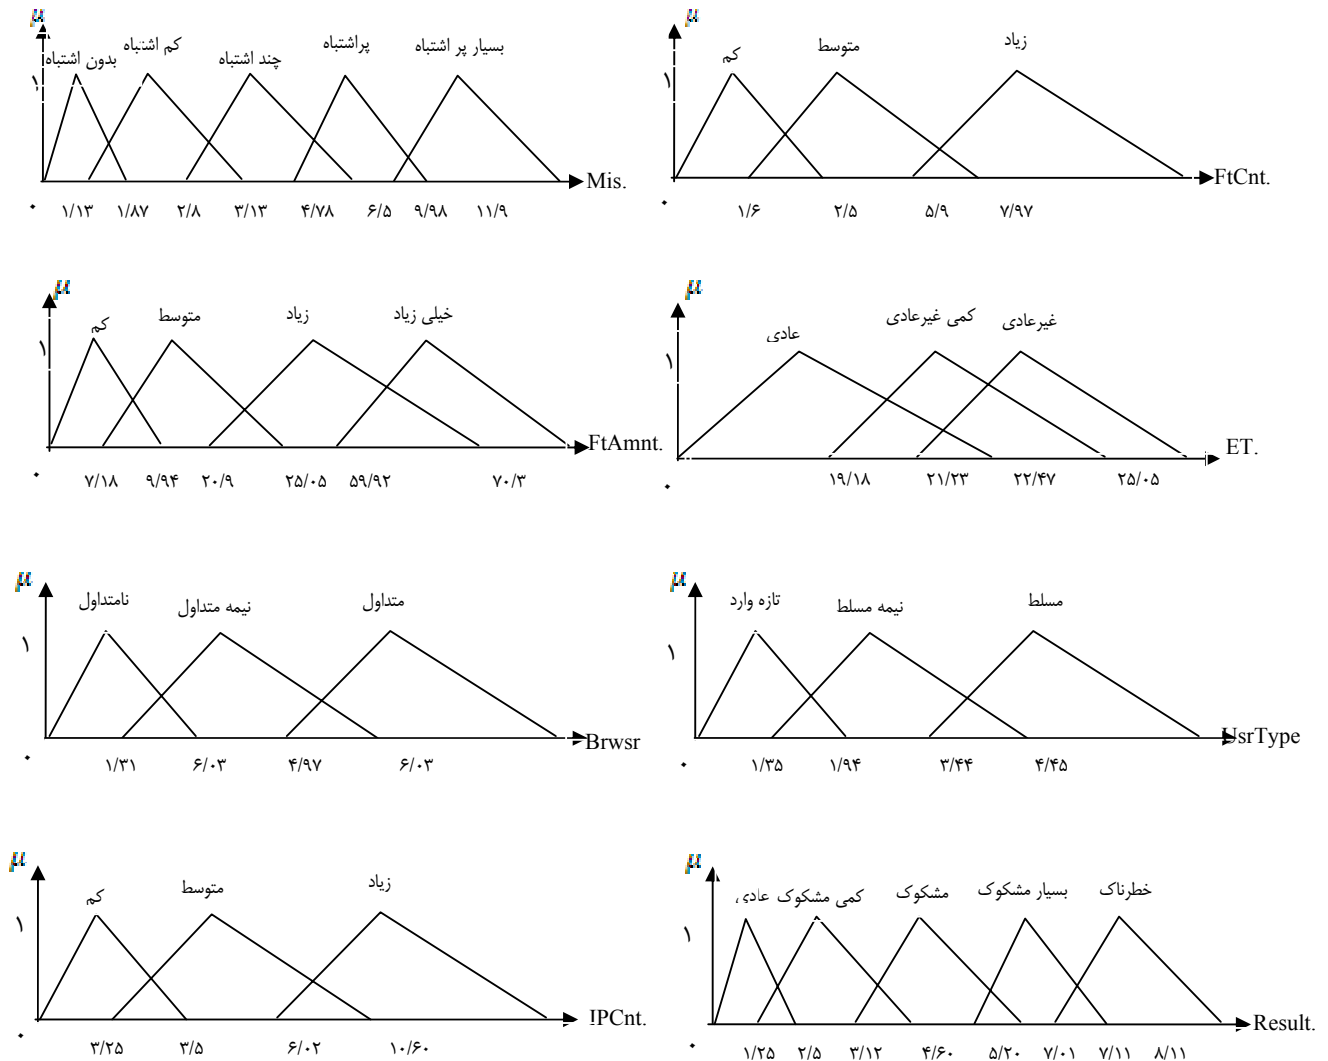 μ
بدون اشتباه کم اشتباه چند اشتباه پراشتباه بسیار پر اشتباه
۱
Mis.
۰ ۱/۱۳ ۱/۸۷ ۲/۸ ۳/۱۳ ۴/۷۸ ۶/۵ ۹/۹۸ ۱۱/۹
μ
کم متوسط زیاد
۱
FtCnt.
۰ ۱/۶ ۲/۵ ۵/۹ ۷/۹۷
μ
کم متوسط زیاد خیلی زیاد
۱
FtAmnt.
۰ ۷/۱۸ ۹/۹۴ ۲۰/۹ ۲۵/۰۵ ۵۹/۹۲ ۷۰/۳
μ
عادی کمی غیرعادی غیرعادی
۱
ET.
۰ ۱۹/۱۸ ۲۱/۲۳ ۲۲/۴۷ ۲۵/۰۵
μ
نامتداول نیمه متداول متداول
۱
Brwsr
۰ ۱/۳۱ ۶/۰۳ ۴/۹۷ ۶/۰۳
μ
تازه وارد نیمه مسلط مسلط
۱
UsrType
۰ ۱/۳۵ ۱/۹۴ ۳/۴۴ ۴/۴۵
μ
کم متوسط زیاد
۱
IPCnt.
۰ ۳/۲۵ ۳/۵ ۶/۰۲ ۱۰/۶۰
μ
عادی کمی مشکوک مشکوک بسیار مشکوک خطرناک
۱
Result.
۰ ۱/۲۵ ۲/۵ ۳/۱۲ ۴/۶۰ ۵/۲۰ ۷/۰۱ ۷/۱۱ ۸/۱۱